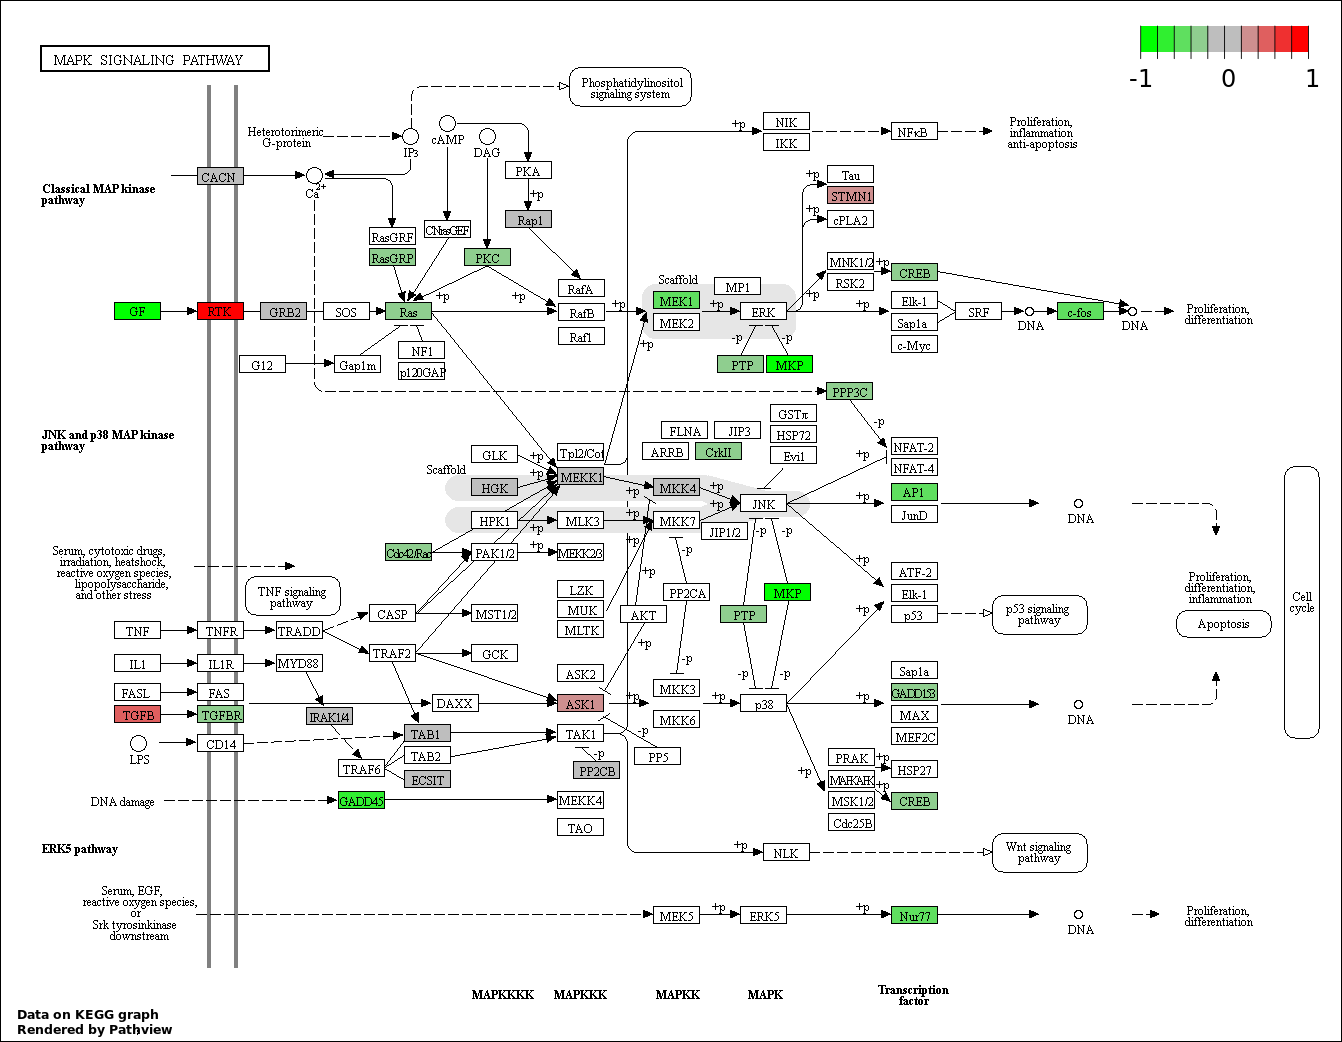 MAPK SIGNALING PATHWAY
-1 0 1
Phosphatidylinositol
signaling system
Heterotorimeric
G-protein
IP3
cAMP
DAG
+p
NIK
IKK
NFκB
Proliferation,
inflammation
anti-apoptosis
CACN
Ca2+
PKA
+p
Rap1
Classical MAP kinase
pathway
RasGRF
RasGRP
CNrasGEF
PKC
+p
Tau
STMN1
+p
cPLA2
RafA
RafB
Raf1
Scaffold
MEK1
MEK2
MP1
ERK
MNK1/2
RSK2
+p
CREB
GF
RTK
GRB2
SOS
Ras
+p
+p
+p
+p
+p
Elk-1
Sap1a
c-Myc
SRF
DNA
c-fos
DNA
Proliferation,
differentiation
G12
Gap1m
NF1
p120GAP
+p
-p
-p
PTP
MKP
PPP3C
-p
JNK and p38 MAP kinase
pathway
FLNA
JIP3
ARRB
CrkII
GSTπ
HSP72
Evi1
NFAT-2
NFAT-4
GLK
+p
Tpl2/Cot
Scaffold
HGK
+p
MEKK1
+p
MKK4
+p
JNK
+p
+p
AP1
JunD
DNA
HPK1
+p
MLK3
+p
MKK7
+p
JIP1/2
-p
-p
Cdc42/Rac
PAK1/2
+p
MEKK2/3
+p
-p
+p
Serum, cytotoxic drugs,
irradiation, heatshock,
reactive oxygen species,
lipopolysaccharide,
and other stress
TNF signaling
pathway
LZK
MUK
MLTK
+p
AKT
PP2CA
MKP
PTP
ATF-2
Elk-1
p53
+p
p53 signaling
pathway
Proliferation,
differentiation,
inflammation
Apoptosis
Cell
cycle
CASP
MST1/2
TNF
TNFR
TRADD
TRAF2
GCK
+p
IL1
IL1R
MYD88
ASK2
-p
MKK3
MKK6
-p
-p
Sap1a
GADD153
MAX
MEF2C
FASL
FAS
DAXX
ASK1
+p
+p
p38
+p
DNA
TGFB
TGFBR
IRAK1/4
TAB1
TAK1
-p
PP5
LPS
CD14
TAB2
-p
PP2CB
TRAF6
ECSIT
+p
PRAK
MAPKAPK
MSK1/2
Cdc25B
+p
HSP27
+p
CREB
DNA damage
GADD45
MEKK4
TAO
ERK5 pathway
+p
NLK
Wnt signaling
pathway
Serum, EGF,
reactive oxygen species,
or
Srk tyrosinkinase
downstream
MEK5
+p
ERK5
+p
Nur77
DNA
Proliferation,
differentiation
MAPKKKK
MAPKKK
MAPKK
MAPK
Transcription
factor
Data on KEGG graph
Rendered by Pathview